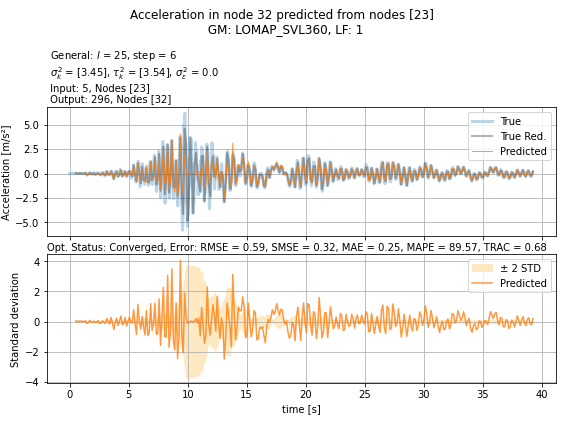 Acceleration in node 32 predicted from nodes [23]
GM: LOMAP_SVL360, LF: 1
General: l = 25, step = 6
σ²ₖ = [3.45], τ²ₖ = [3.54], σ²ε = 0.0
Input: 5, Nodes [23]
Output: 296, Nodes [32]
Acceleration [m/s²]
5.0
2.5
0.0
−2.5
−5.0
True
True Red.
Predicted
Opt. Status: Converged, Error: RMSE = 0.59, SMSE = 0.32, MAE = 0.25, MAPE = 89.57, TRAC = 0.68
Standard deviation
4
2
0
−2
−4
± 2 STD
Predicted
0 5 10 15 20 25 30 35 40
time [s]